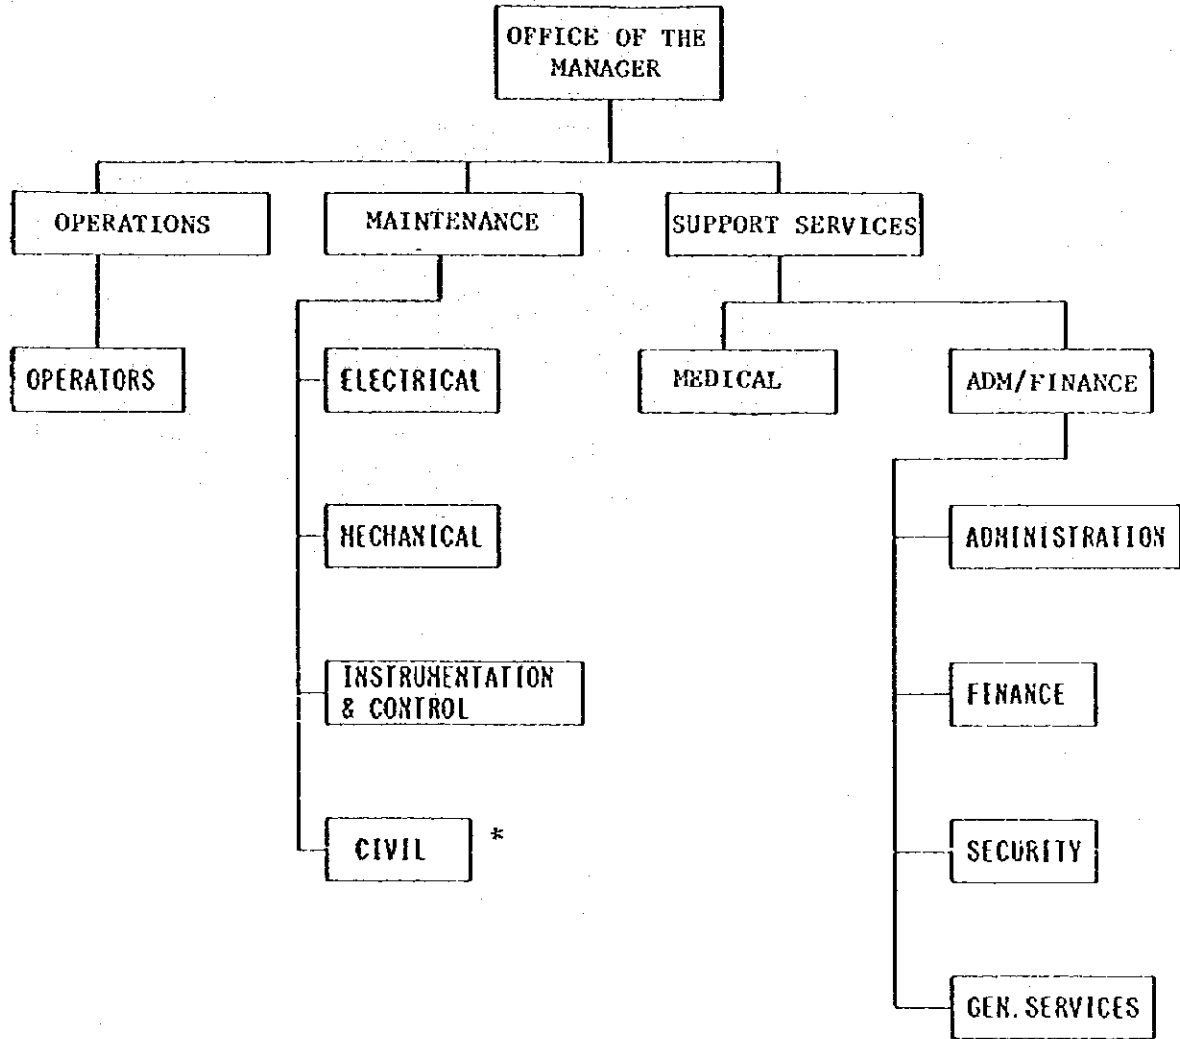 OFFICE OF THE
MANAGER
OPERATIONS
MAINTENANCE
SUPPORT SERVICES
OPERATORS
ELECTRICAL
MEDICAL
ADM/FINANCE
MECHANICAL
ADMINISTRATION
INSTRUMENTATION
& CONTROL
FINANCE
CIVIL *
SECURITY
GEN. SERVICES